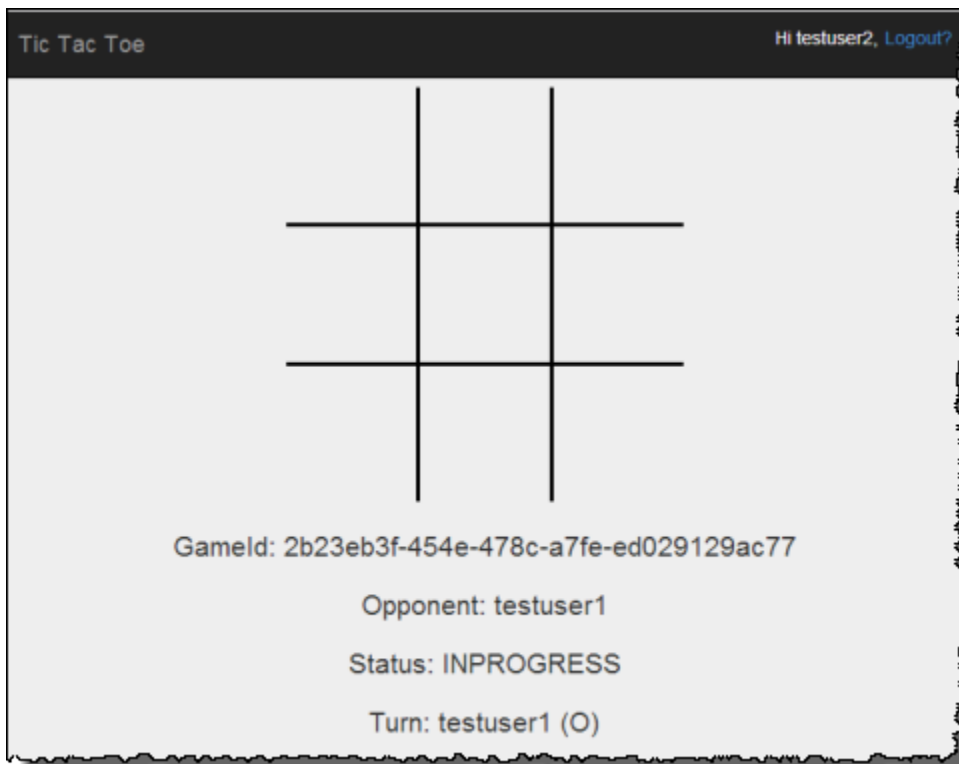 Tic Tac Toe
Hi testuser2, Logout?
GameId: 2b23eb3f-454e-478c-a7fe-ed029129ac77
Opponent: testuser1
Status: INPROGRESS
Turn: testuser1 (O)